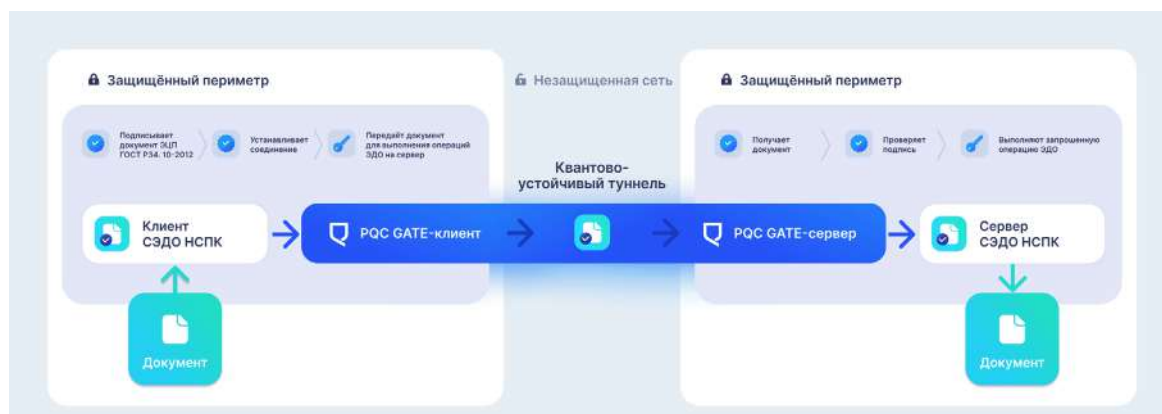 Защищённый периметр
Незащищенная сеть
Защищённый периметр
Подписывает
документ ЭЦП
ГОСТ Р34. 10-2012
Устанавливает
соединение
Передаёт документ
для выполнения операций
ЭДО на сервер
Получает
документ
Проверяет
подпись
Выполняют запрошенную
операцию ЭДО
Квантово-
устойчивый туннель
Клиент
СЭДО НСПК
PQC GATE-клиент
PQC GATE-сервер
Сервер
СЭДО НСПК
Документ
Документ